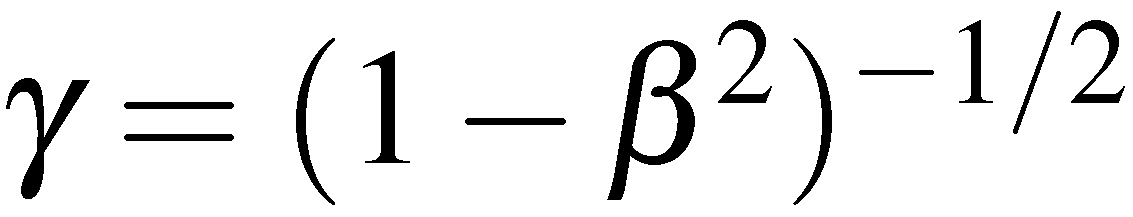 γ = (1 − β²)^{−1/2}